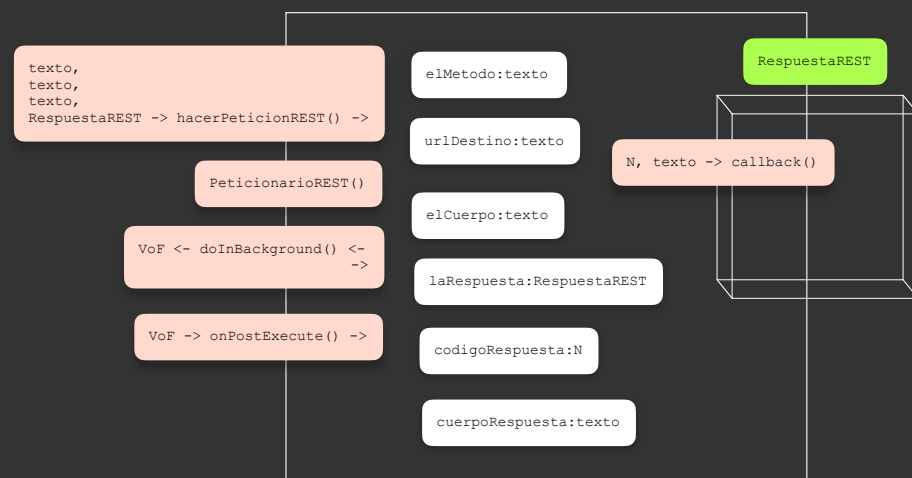 texto,
texto,
texto,
RespuestaREST -> hacerPeticionREST() ->
PeticionarioREST()
VoF <- doInBackground() <-
->
VoF -> onPostExecute() ->
elMetodo:texto
urlDestino:texto
elCuerpo:texto
laRespuesta:RespuestaREST
codigoRespuesta:N
cuerpoRespuesta:texto
RespuestaREST
N, texto -> callback()